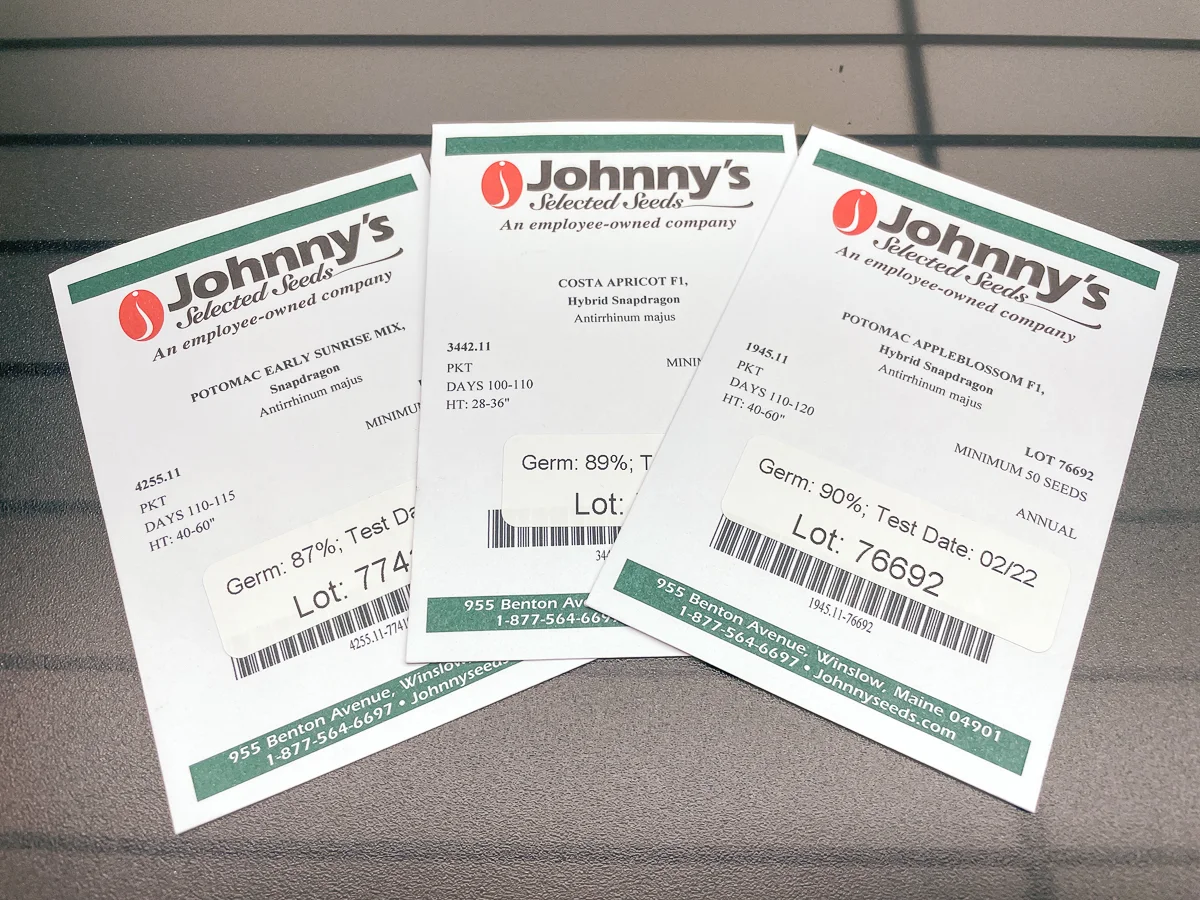 Johnny's
Selected Seeds
An employee-owned company
POTOMAC EARLY SUNRISE MIX,
Snapdragon
Antirrhinum majus
MINIMUM
4255.11
PKT
DAYS 110-115
HT: 40-60"
Germ: 87%; Test Da
Lot: 774
4255.11-7741
955 Benton Avenue, Winslow
1-877-564-6697 • Johnnyseeds
Johnny's
Selected Seeds
An employee-owned company
COSTA APRICOT F1,
Hybrid Snapdragon
Antirrhinum majus
3442.11
PKT
MININ
DAYS 100-110
HT: 28-36"
Germ: 89%; T
Lot:
344
955 Benton Av
1-877-564-669
Johnny's
Selected Seeds
An employee-owned company
POTOMAC APPLEBLOSSOM F1,
Hybrid Snapdragon
Antirrhinum majus
1945.11
PKT
DAYS 110-120
HT: 40-60"
LOT 76692
MINIMUM 50 SEEDS
ANNUAL
Germ: 90%; Test Date: 02/22
Lot: 76692
1945.11-76692
955 Benton Avenue, Winslow, Maine 04901
1-877-564-6697 • Johnnyseeds.com